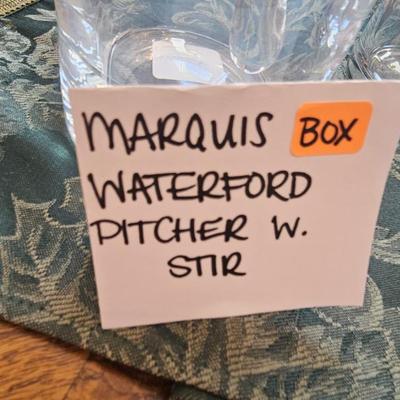 MARQUIS BOX
WATERFORD
PITCHER W.
STIR